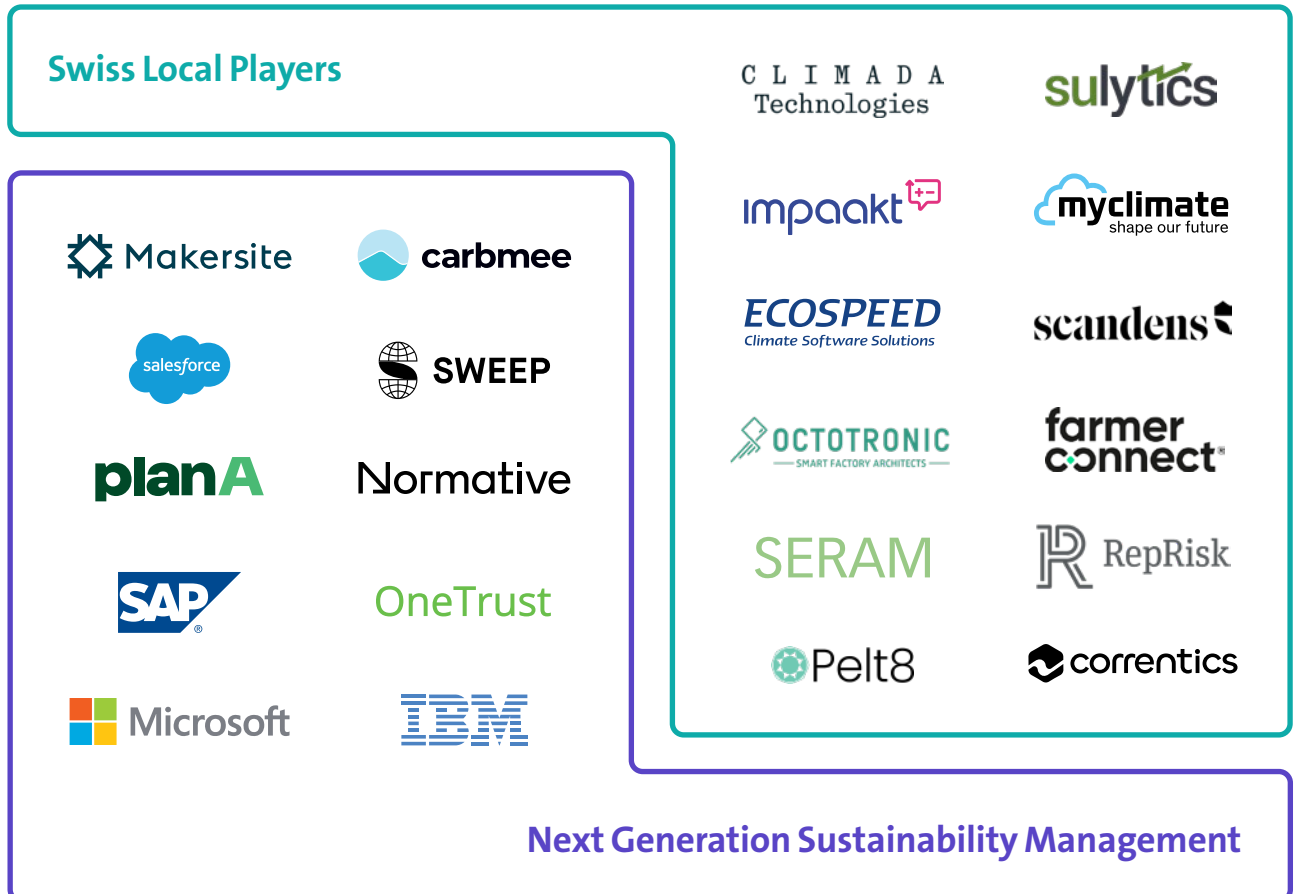 Swiss Local Players
CLIMADA
Technologies
sulytics
impaakt
myclimate
shape our future
ECOSPEED
Climate Software Solutions
scandens
OCTOTRONIC
SMART FACTORY ARCHITECTS
farmer
connect®
SERAM
RepRisk
Pelt8
correntics
Makersite
carbmee
salesforce
SWEEP
planA
Normative
SAP®
OneTrust
Microsoft
IBM
Next Generation Sustainability Management